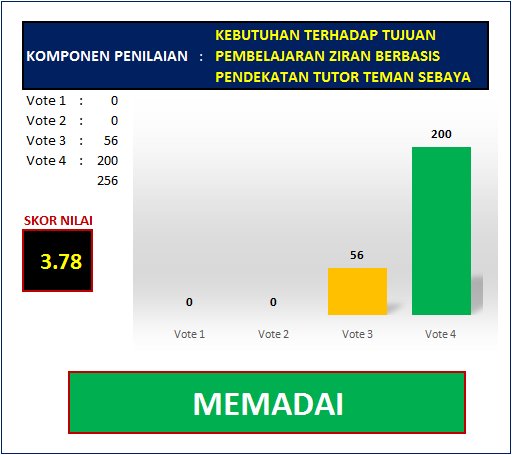 KOMPONEN PENILAIAN : KEBUTUHAN TERHADAP TUJUAN
PEMBELAJARAN ZIRAN BERBASIS
PENDEKATAN TUTOR TEMAN SEBAYA
Vote 1 : 0
Vote 2 : 0
Vote 3 : 56
Vote 4 : 200
256
SKOR NILAI
3.78
200
56
0 0
Vote 1 Vote 2 Vote 3 Vote 4
MEMADAI